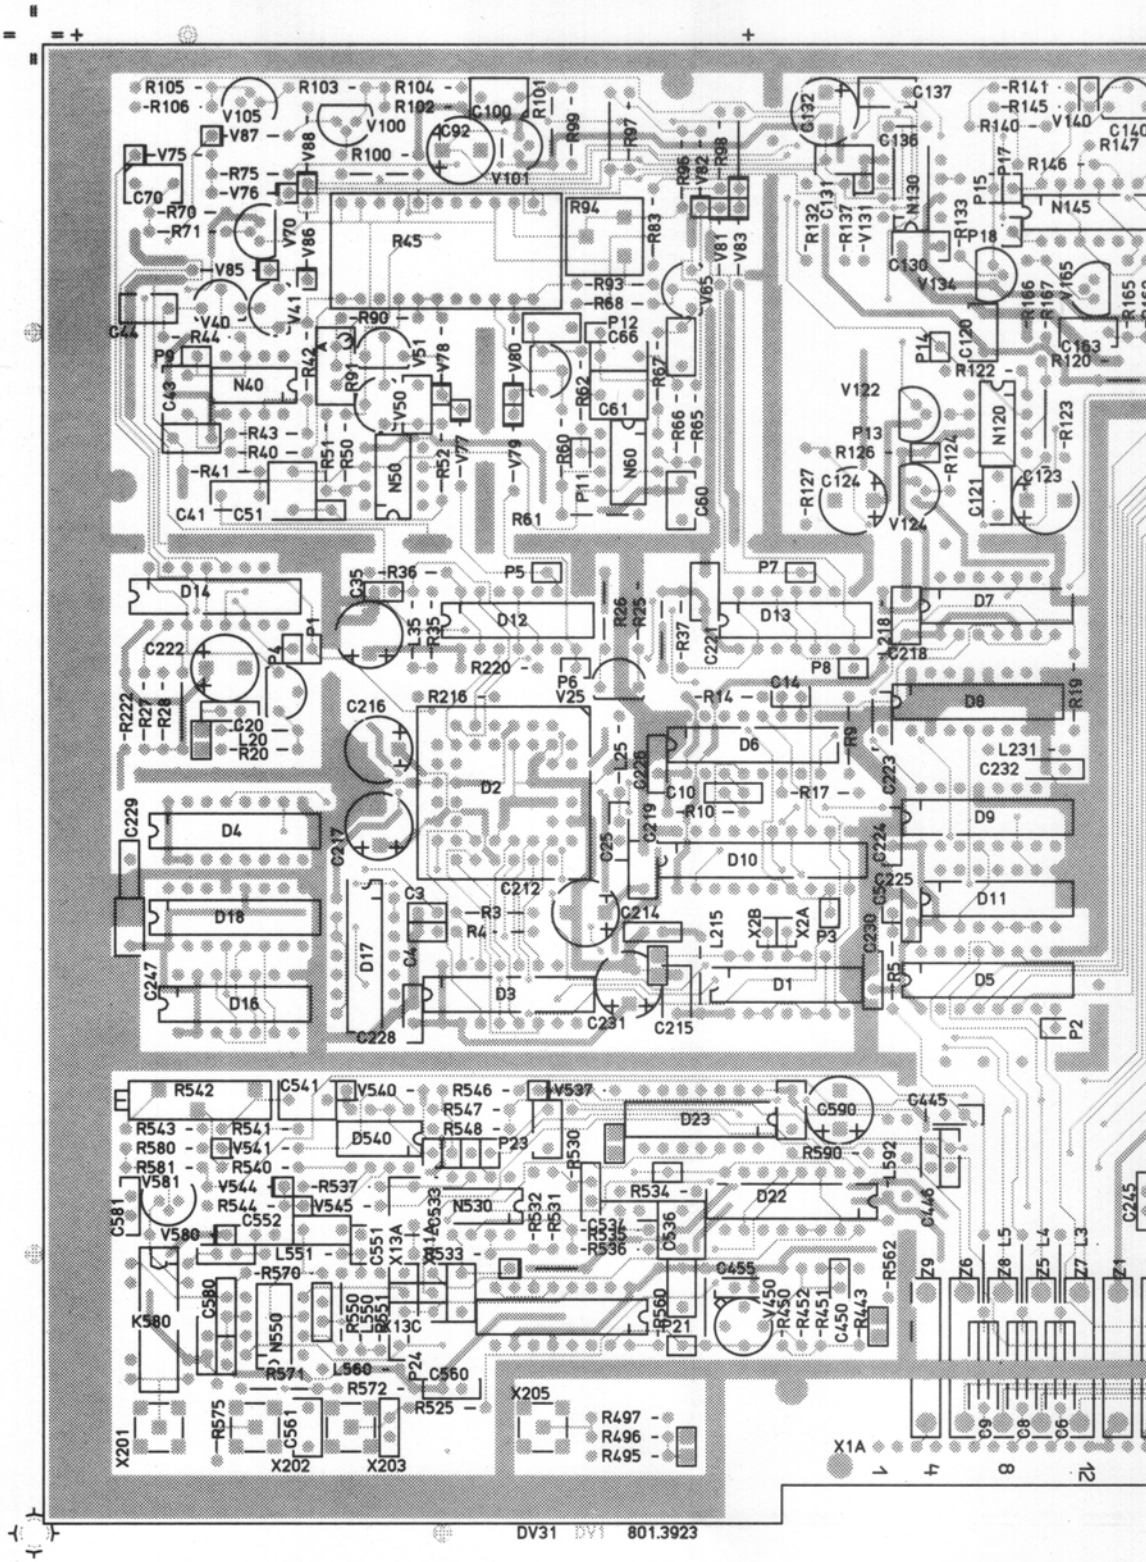 R105 R103 R104 R101 C132 C137 R141
R106 V105 R102 C100 R145 V140 C140
V87 V88 V100 C92 R99 R97 C136 R140 R147
V75 R100 V101 R96 V82 R98 P17 R146
R75 V76 C70 C131 N130 P15 N145
R70 R94 R83 R132 R137 V131 R133
R71 V70 V86 R45 V81 V83 P18
V85 C130 V134 V165
R93 V65 R166 R167 R165
C44 V40 V41 R68
R44 R90 P12 C66 C120 C163
P9 R42 R91 V51 V78 V80 R67 P14 R120
C43 N40 R62 R122
V50 C61 V122
R43 R51 R50 V77 V79 R60 R66 R65 P13 N120 R123
R40 R52 N60 R126 R124
R41 N50 P11 R127 C124 C121 C123
C41 C51 R61 C60 V124
C35 R36 P5 P7
D14 D12 R26 R25 D13 D7
C222 P4 P1 L35 R35 R37 C221 L218 C218
R220 P6 V25 P8
R222 R27 R28 R216 R14 C14 D8 R19
C20 L20 R20 C216 D6 R9 L231
D2 L25 C226 C223 C232
C10 R17
C229 D4 C217 R10 C219 C224 D9
C25 D10
C3 C212 C5 C225 D11
D18 R3 C214 L215 X2B X2A P3
R4 C230
C247 D17 C4 R5 D5
D16 D3 D1
C228 C231 C215 P2
R542 C541 V540 R546 V537 C445
R547 C590
R543 R541 R548 D23
R580 V541 D540 P23 R530 R590 L592
R581 R540
V581 V544 R537 R534 D22 C446
C581 R544 V545 C533 N530 R532 R531 C534 C536 C245
V580 C552 R535
L551 C551 X13A R533 R536 R562 L5 L4 L3
R570 C455 Z9 Z6 Z8 Z5 Z7 Z1
C580 R550 L550 R551 R560 V450 R450 R452 R451 C450 R443
K580 N550 X13C
L560 P24
R571 R572 C560
X205
R575 C561 R525 R497 C9 C8 C6
X201 R496 X1A
X202 X203 R495 1 4 8 12
DV31 DV1 801.3923